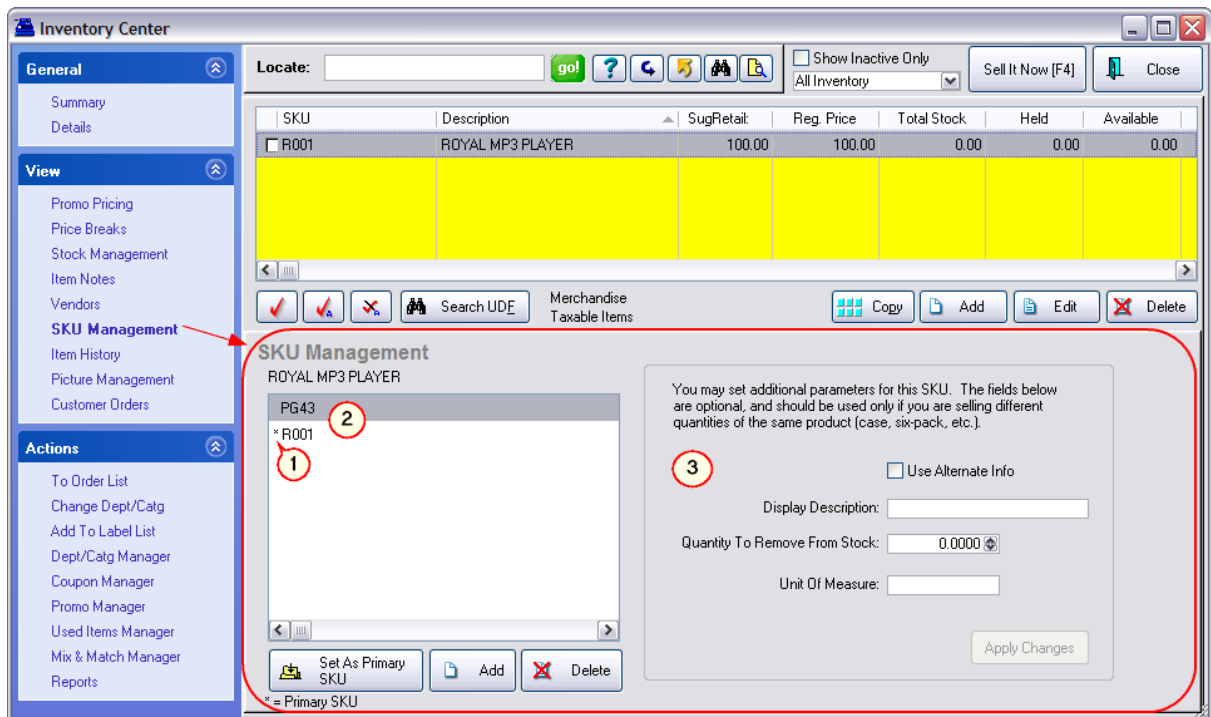 Inventory Center
General
Summary
Details
View
Promo Pricing
Price Breaks
Stock Management
Item Notes
Vendors
SKU Management
Item History
Picture Management
Customer Orders
Actions
To Order List
Change Dept/Catg
Add To Label List
Dept/Catg Manager
Coupon Manager
Promo Manager
Used Items Manager
Mix & Match Manager
Reports
Locate: go! ?
Show Inactive Only
All Inventory
Sell It Now [F4]
Close
SKU Description SugRetail: Reg. Price Total Stock Held Available
R001 ROYAL MP3 PLAYER 100.00 100.00 0.00 0.00 0.00
Search UDF
Merchandise
Taxable Items
Copy Add Edit Delete
SKU Management
ROYAL MP3 PLAYER
PG43
2
* R001
1
Set As Primary
SKU
Add Delete
* = Primary SKU
You may set additional parameters for this SKU. The fields below
are optional, and should be used only if you are selling different
quantities of the same product (case, six-pack, etc.).
3
Use Alternate Info
Display Description:
Quantity To Remove From Stock: 0.0000
Unit Of Measure:
Apply Changes